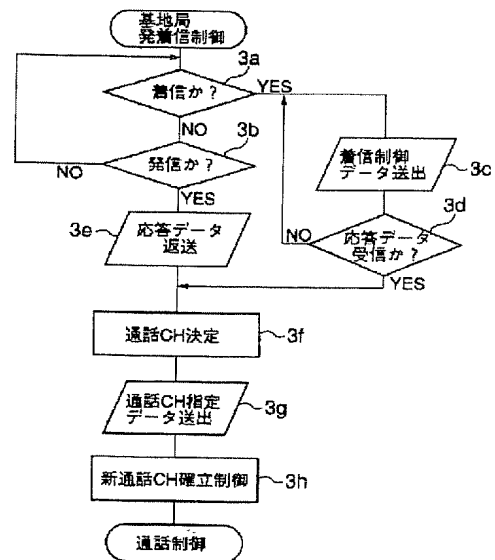 基地局
発着信制御
3a
着信か？
YES
NO
3b
発信か？
NO
YES
着信制御
データ送出
3c
3d
応答データ
受信か？
NO
YES
3e
応答データ
返送
通話CH決定
3f
通話CH指定
データ送出
3g
新通話CH確立制御
3h
通話制御